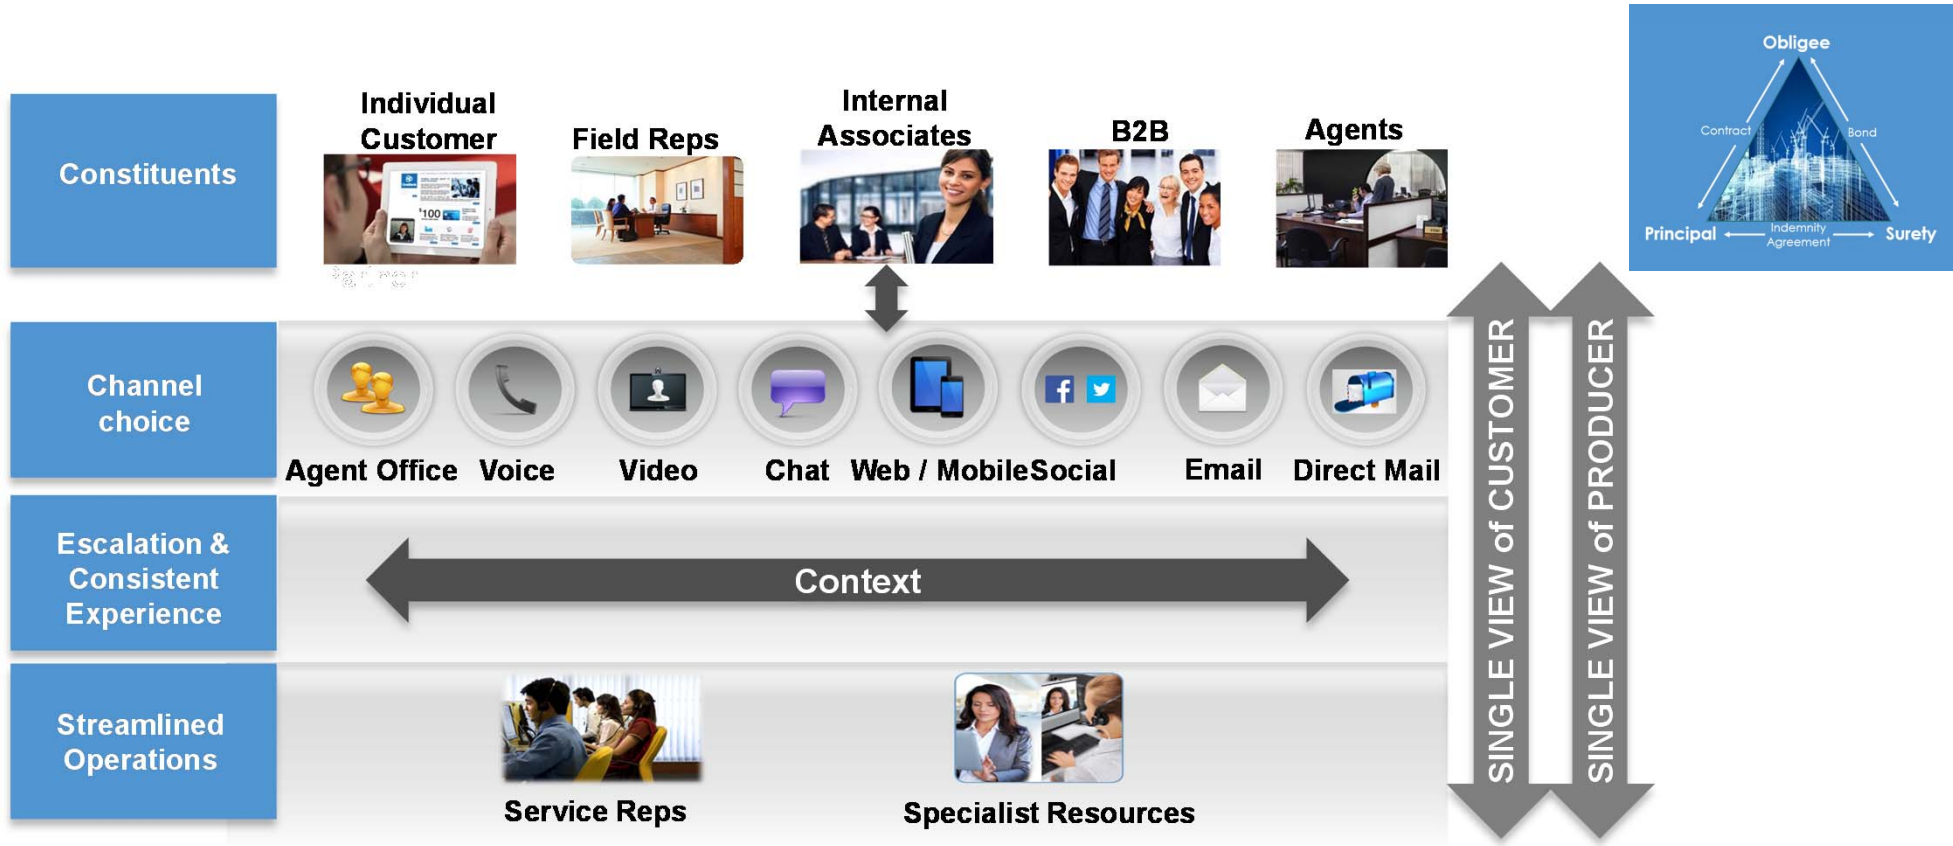 Obligee
Contract
Bond
Principal
Indemnity
Agreement
Surety
Constituents
Individual
Customer
Field Reps
Internal
Associates
B2B
Agents
$100
Channel
choice
Agent Office
Voice
Video
Chat
Web / Mobile
Social
Email
Direct Mail
Escalation &
Consistent
Experience
Context
Streamlined
Operations
Service Reps
Specialist Resources
SINGLE VIEW of CUSTOMER
SINGLE VIEW of PRODUCER